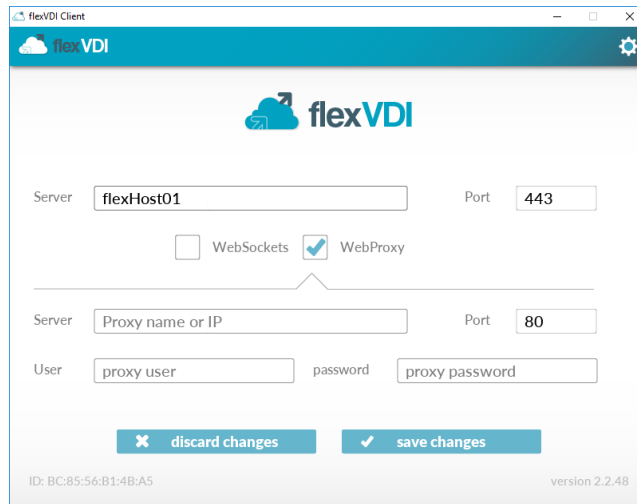 flexVDI Client
flexVDI
flexVDI
Server flexHost01 Port 443
WebSockets WebProxy
Server Proxy name or IP Port 80
User proxy user password proxy password
discard changes save changes
ID: BC:85:56:B1:4B:A5 version 2.2.48